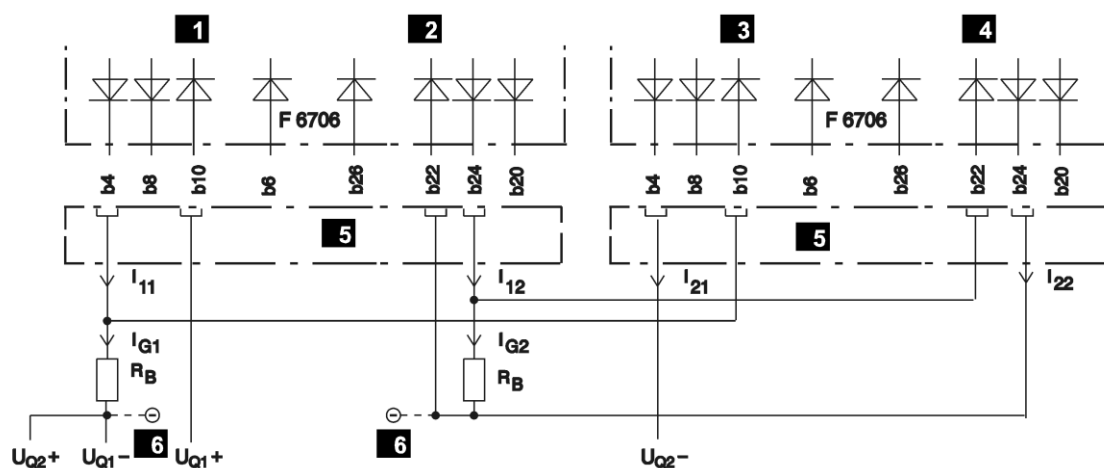 1 2 3 4
F 6706 F 6706
b4 b8 b10 b6 b26 b22 b24 b20 b4 b8 b10 b6 b26 b22 b24 b20
5 5
I11 I12 I21 I22
IG1 IG2
RB RB
6 6
UQ2+ UQ1− UQ1+ UQ2−